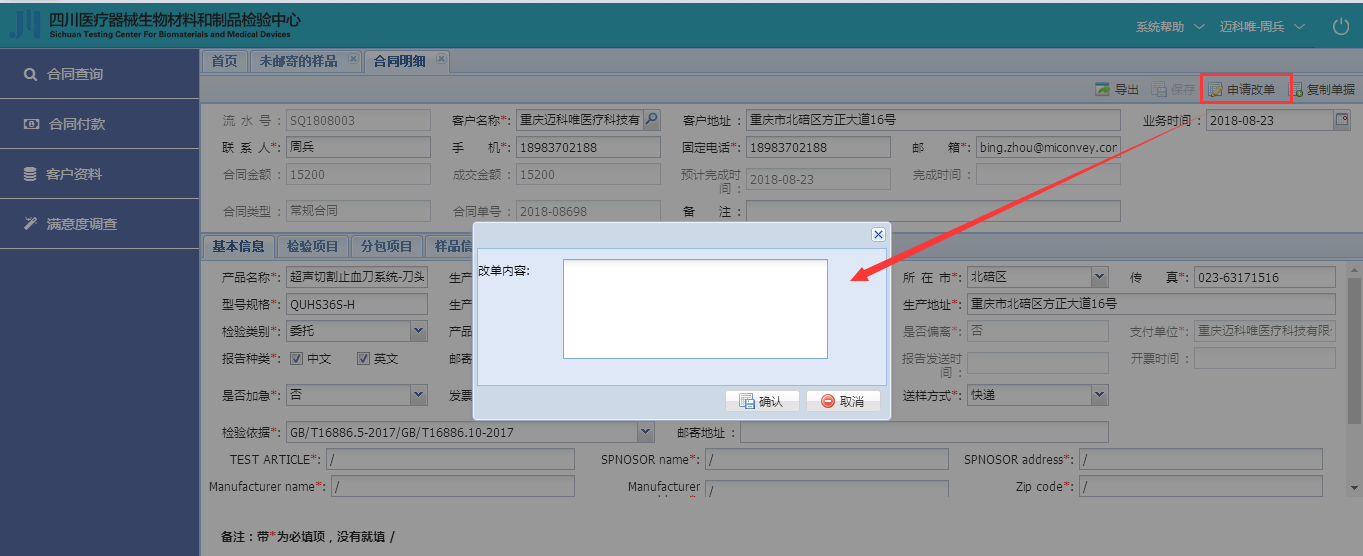 四川医疗器械生物材料和制品检验中心
Sichuan Testing Center For Biomaterials and Medical Devices
系统帮助 迈科唯-周兵
合同查询
合同付款
客户资料
满意度调查
首页 未邮寄的样品 合同明细
导出 保存 申请改单 复制单据
流 水 号: SQ1808003 客户名称*: 重庆迈科唯医疗科技有 客户地址: 重庆市北碚区方正大道16号 业务时间: 2018-08-23
联 系 人*: 周兵 手 机*: 18983702188 固定电话*: 18983702188 邮 箱*: bing.zhou@miconvey.com
合同金额: 15200 成交金额: 15200 预计完成时间: 2018-08-23 完成时间:
合同类型: 常规合同 合同单号: 2018-08698 备 注:
基本信息 检验项目 分包项目 样品信
产品名称*: 超声切割止血刀系统-刀头 生产 所 在 市*: 北碚区 传 真*: 023-63171516
型号规格*: QUHS36S-H 生产 生产地址*: 重庆市北碚区方正大道16号
检验类别*: 委托 产品 是否偏离*: 否 支付单位*: 重庆迈科唯医疗科技有限
报告种类*: 中文 英文 邮寄 报告发送时间: 开票时间:
是否加急*: 否 发票 送样方式*: 快递
检验依据*: GB/T16886.5-2017/GB/T16886.10-2017 邮寄地址:
TEST ARTICLE*: / SPNOSOR name*: / SPNOSOR address*: /
Manufacturer name*: / Manufacturer / Zip code*: /
备注：带*为必填项，没有就填 /
改单内容:
确认 取消